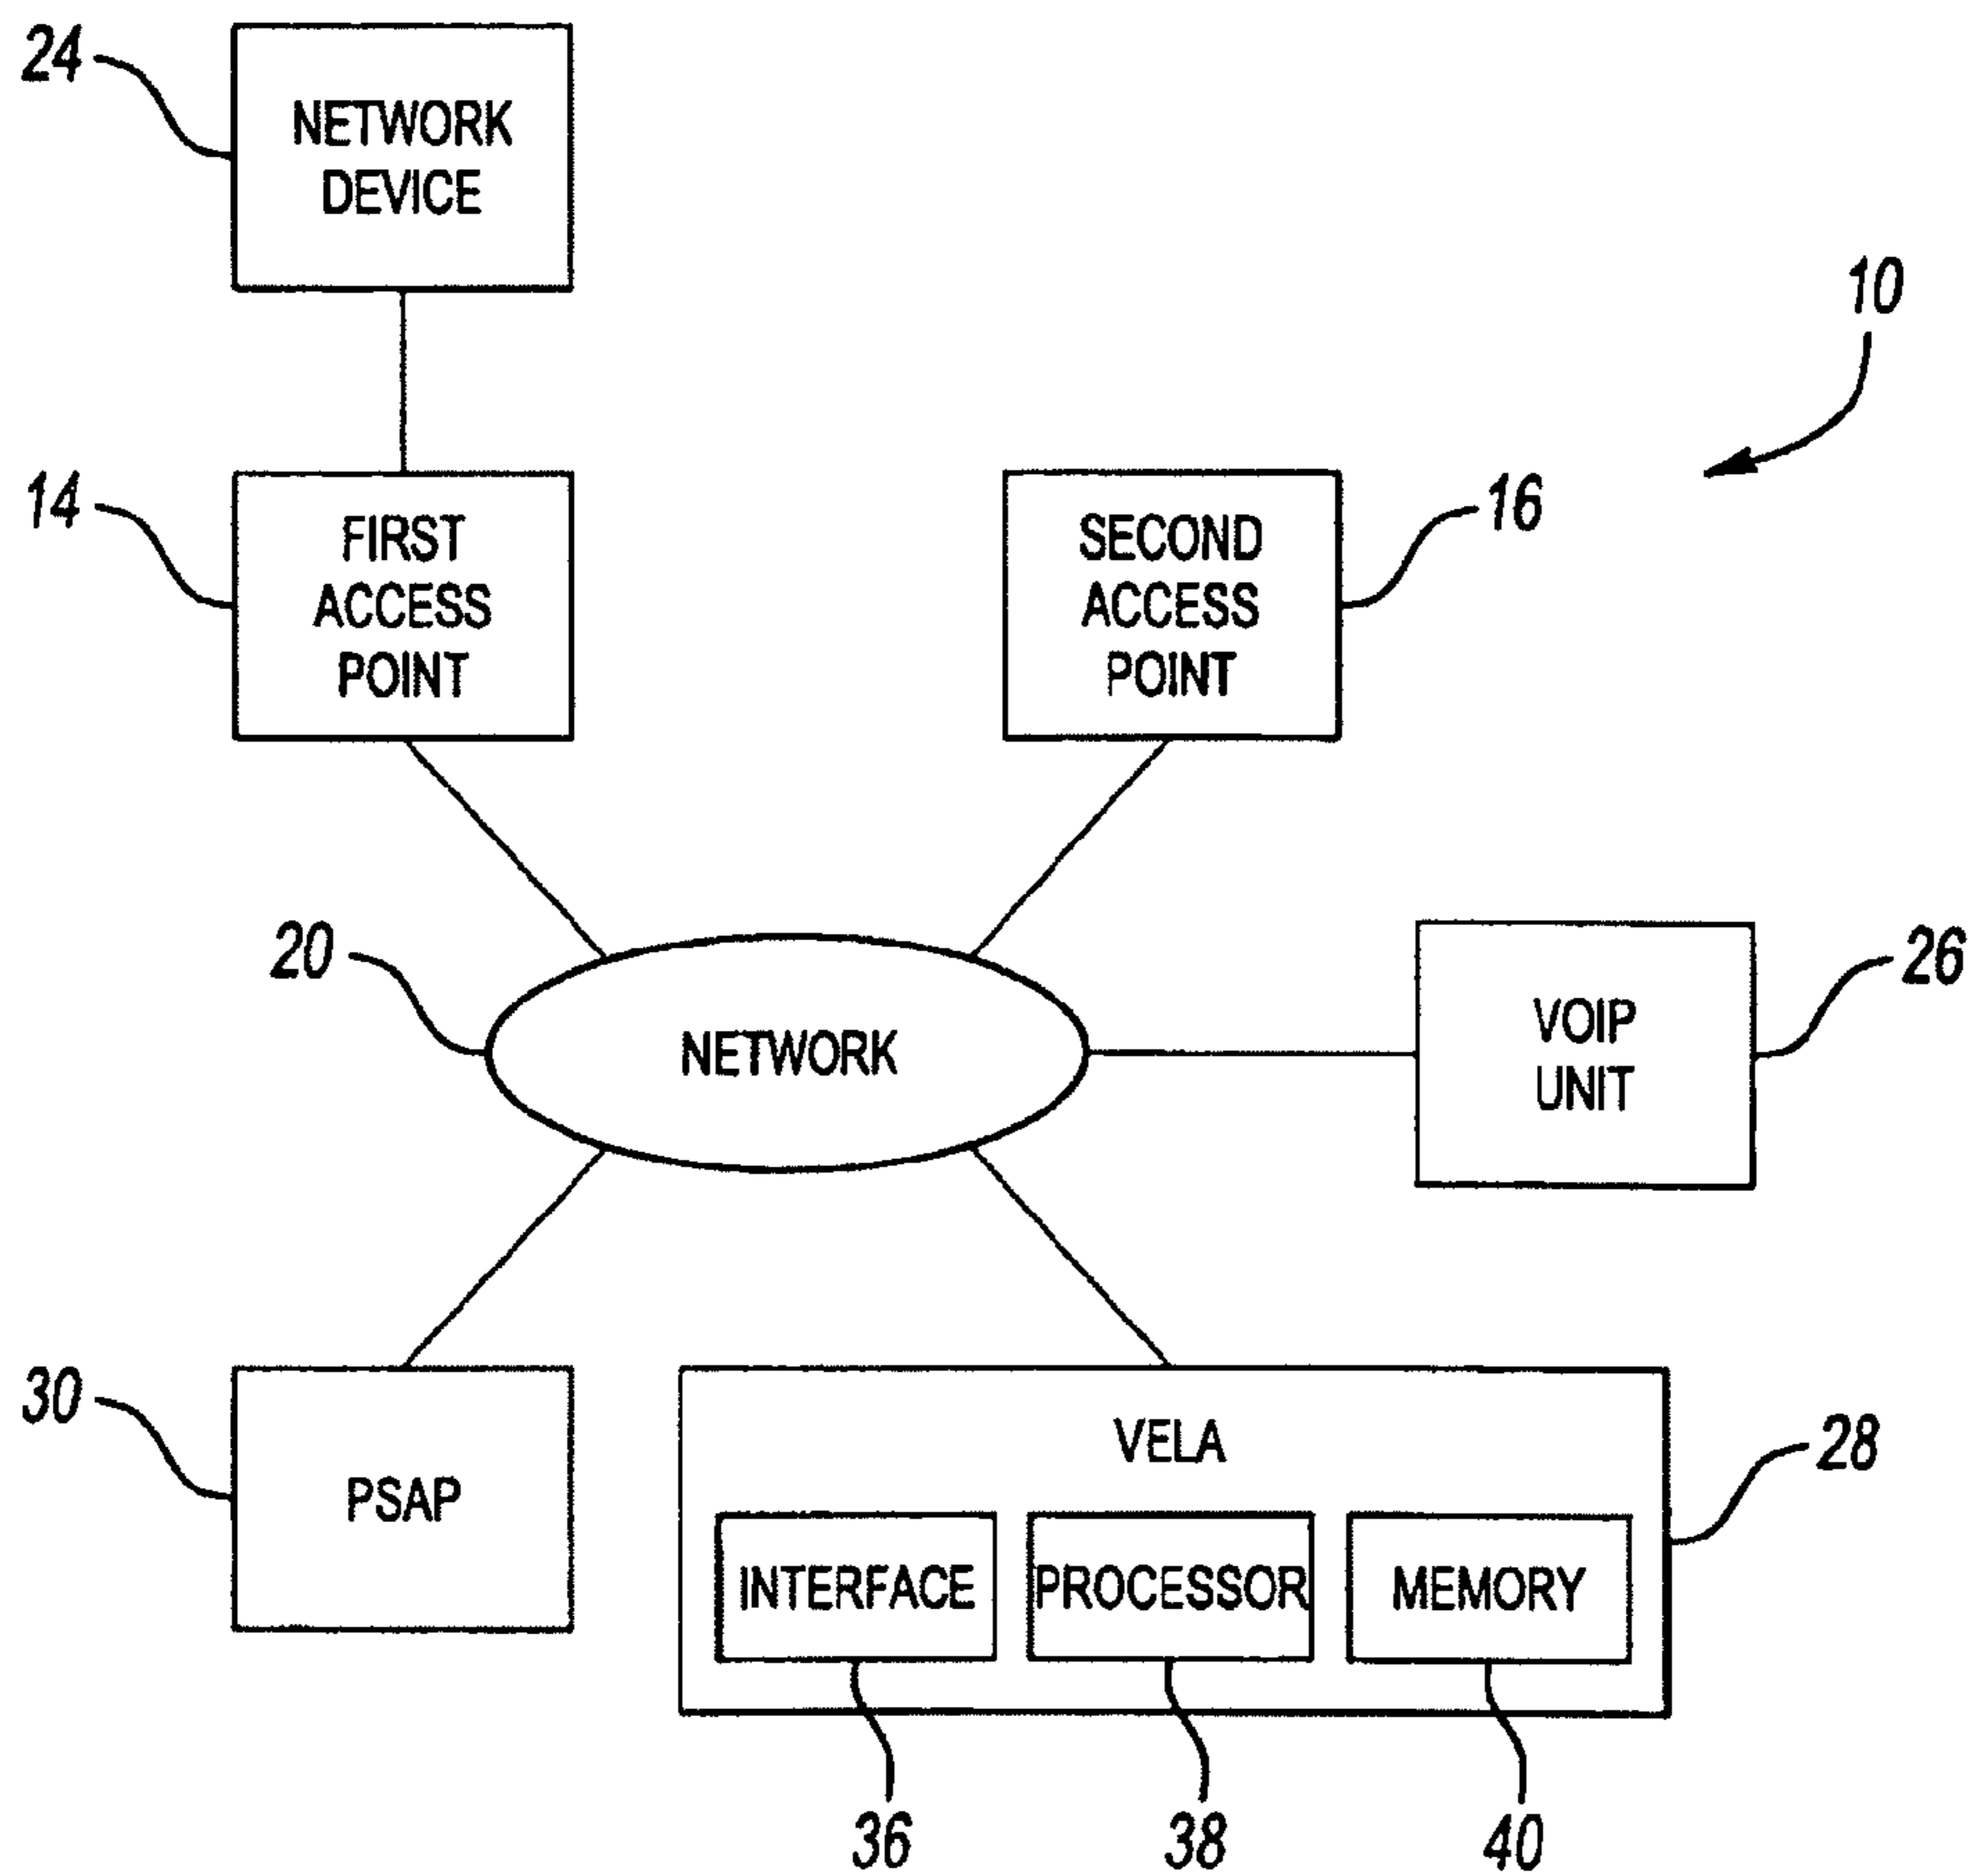 24
NETWORK
DEVICE
10
14
FIRST
ACCESS
POINT
SECOND
ACCESS
POINT
16
20
NETWORK
VOIP
UNIT
26
30
PSAP
VELA
28
INTERFACE
PROCESSOR
MEMORY
36
38
40